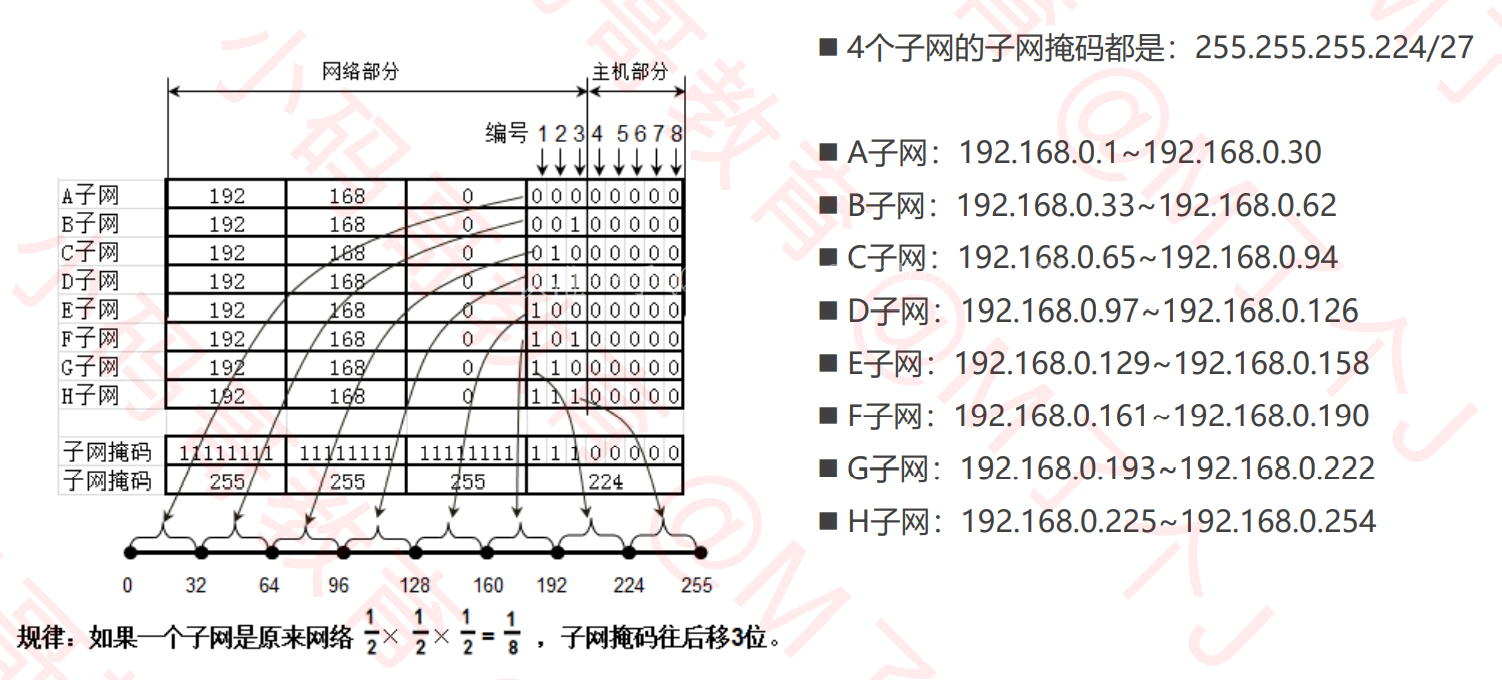 网络部分 主机部分
编号 1 2 3 4 5 6 7 8
A子网 192 168 0 0 0 0 0 0 0 0 0
B子网 192 168 0 0 0 1 0 0 0 0 0
C子网 192 168 0 0 1 0 0 0 0 0 0
D子网 192 168 0 0 1 1 0 0 0 0 0
E子网 192 168 0 1 0 0 0 0 0 0 0
F子网 192 168 0 1 0 1 0 0 0 0 0
G子网 192 168 0 1 1 0 0 0 0 0 0
H子网 192 168 0 1 1 1 0 0 0 0 0
子网掩码 11111111 11111111 11111111 1 1 1 0 0 0 0 0
子网掩码 255 255 255 224
0 32 64 96 128 160 192 224 255
规律：如果一个子网是原来网络 1/2 × 1/2 × 1/2 = 1/8 ，子网掩码往后移3位。
■ 4个子网的子网掩码都是：255.255.255.224/27
■ A子网：192.168.0.1~192.168.0.30
■ B子网：192.168.0.33~192.168.0.62
■ C子网：192.168.0.65~192.168.0.94
■ D子网：192.168.0.97~192.168.0.126
■ E子网：192.168.0.129~192.168.0.158
■ F子网：192.168.0.161~192.168.0.190
■ G子网：192.168.0.193~192.168.0.222
■ H子网：192.168.0.225~192.168.0.254
小码哥教育 @M了个J